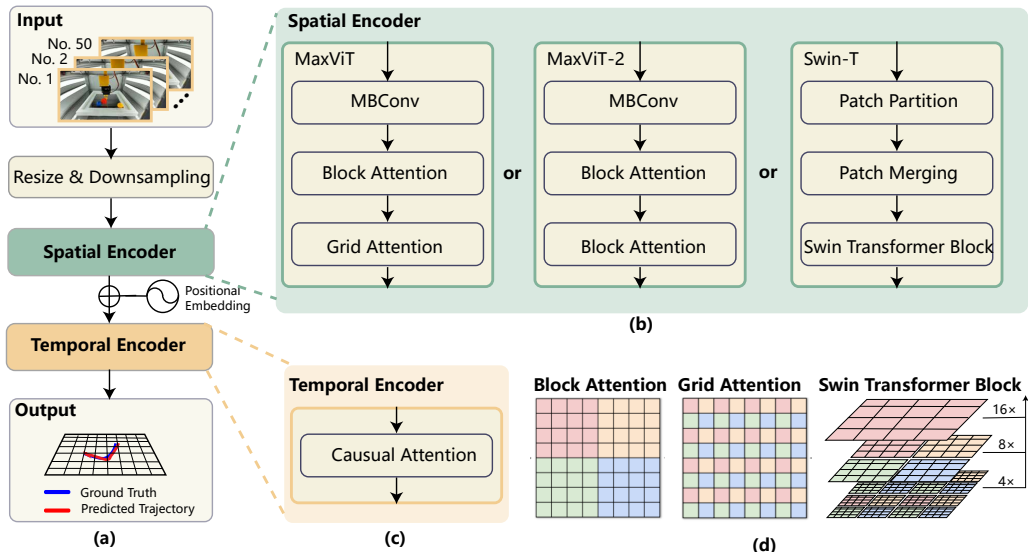 Input
No. 50
No. 2
No. 1
Resize & Downsampling
Spatial Encoder
Positional
Embedding
Temporal Encoder
Output
Ground Truth
Predicted Trajectory
(a)
Spatial Encoder
MaxViT
MBConv
Block Attention
Grid Attention
or
MaxViT-2
MBConv
Block Attention
Block Attention
or
Swin-T
Patch Partition
Patch Merging
Swin Transformer Block
(b)
Temporal Encoder
Causual Attention
(c)
Block Attention
Grid Attention
Swin Transformer Block
16×
8×
4×
(d)